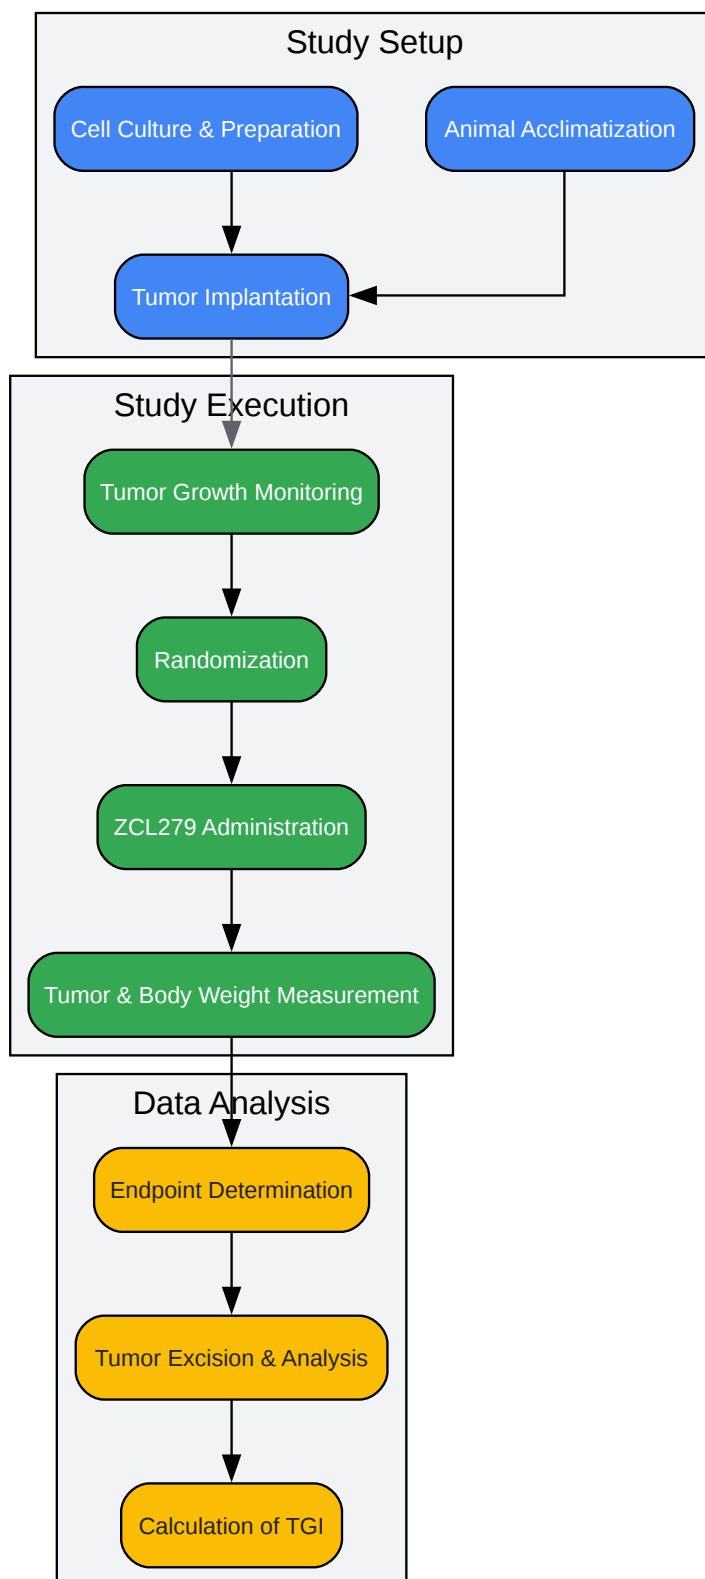 Study Setup
Cell Culture & Preparation
Animal Acclimatization
Tumor Implantation
Study Execution
Tumor Growth Monitoring
Randomization
ZCL279 Administration
Tumor & Body Weight Measurement
Data Analysis
Endpoint Determination
Tumor Excision & Analysis
Calculation of TGI